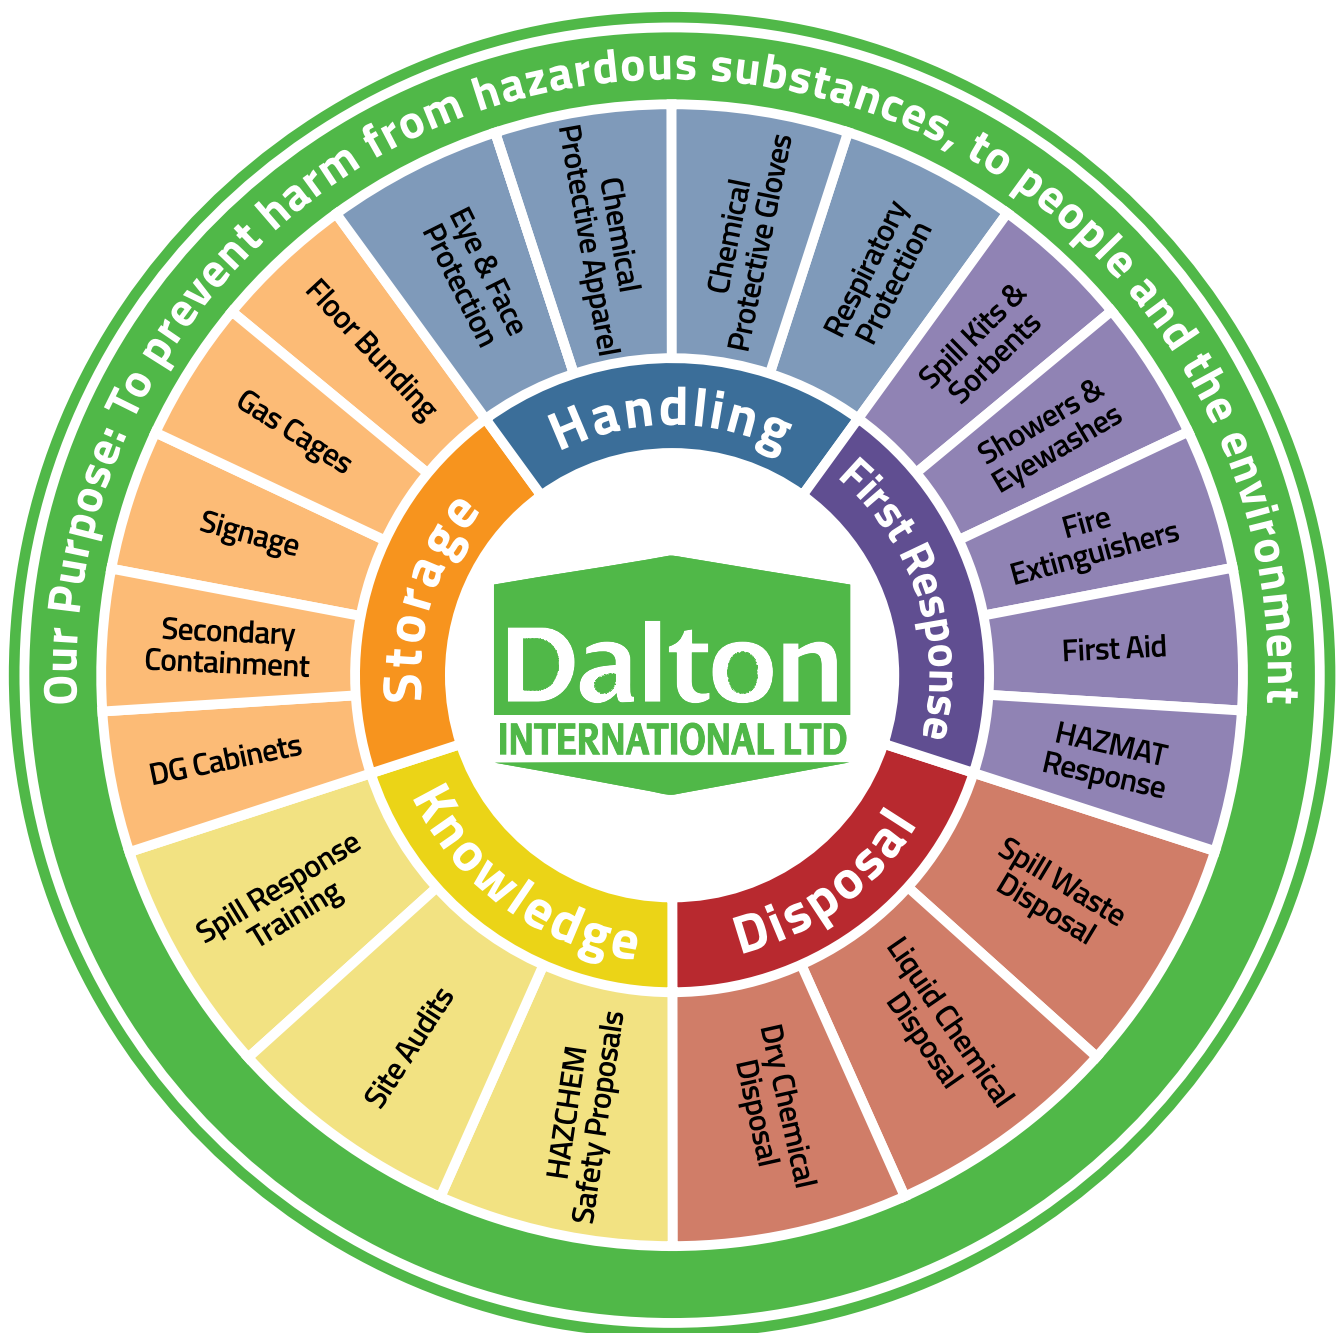 Our Purpose: To prevent harm from hazardous substances, to people and the environment
Handling
Eye & Face
Protection
Chemical
Protective Apparel
Chemical
Protective Gloves
Respiratory
Protection
First Response
Spill Kits &
Sorbents
Showers &
Eyewashes
Fire
Extinguishers
First Aid
HAZMAT
Response
Disposal
Spill Waste
Disposal
Liquid Chemical
Disposal
Dry Chemical
Disposal
Knowledge
HAZCHEM
Safety Proposals
Site Audits
Spill Response
Training
Storage
DG Cabinets
Secondary
Containment
Signage
Gas Cages
Floor Bunding
Dalton
INTERNATIONAL LTD